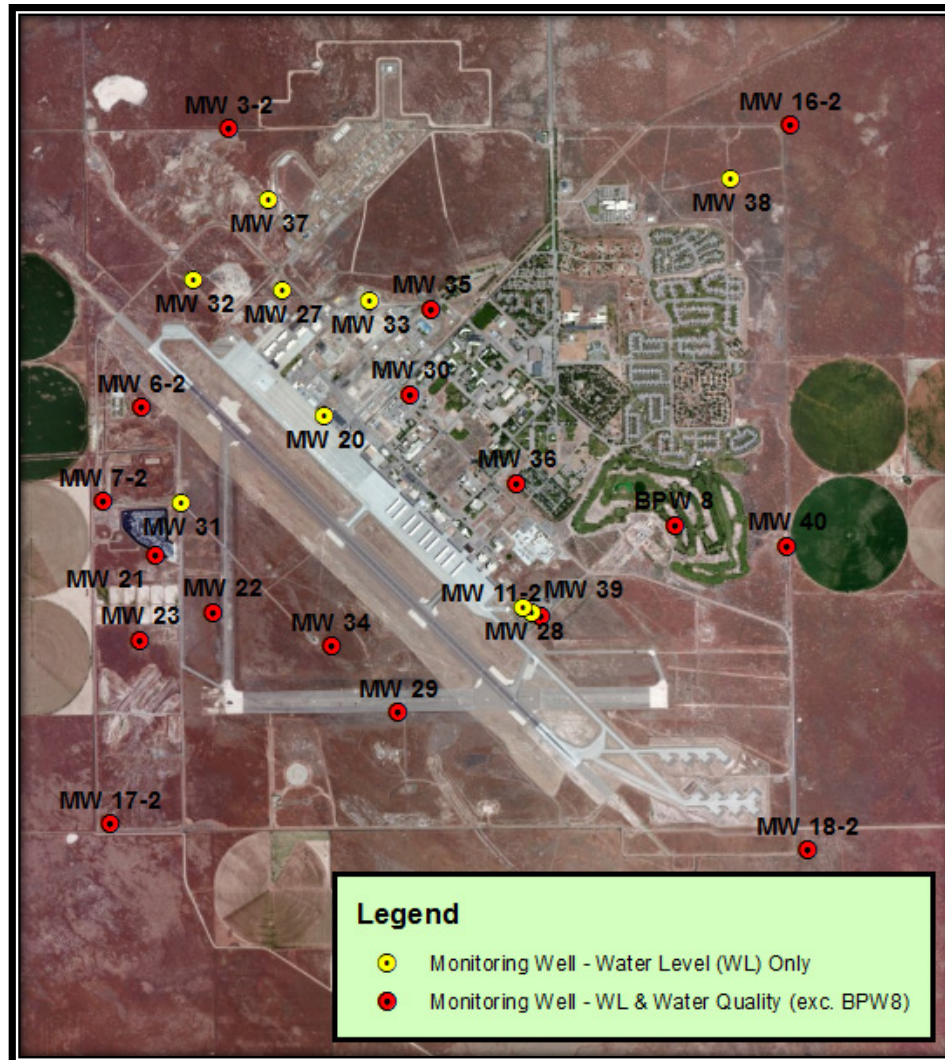 MW 3-2
MW 16-2
MW 38
MW 37
MW 32
MW 27
MW 33
MW 35
MW 30
MW 6-2
MW 20
MW 36
MW 7-2
MW 31
BPW 8
MW 40
MW 21
MW 22
MW 11-2
MW 39
MW 28
MW 23
MW 34
MW 29
MW 17-2
MW 18-2
Legend
Monitoring Well - Water Level (WL) Only
Monitoring Well - WL & Water Quality (exc. BPW8)